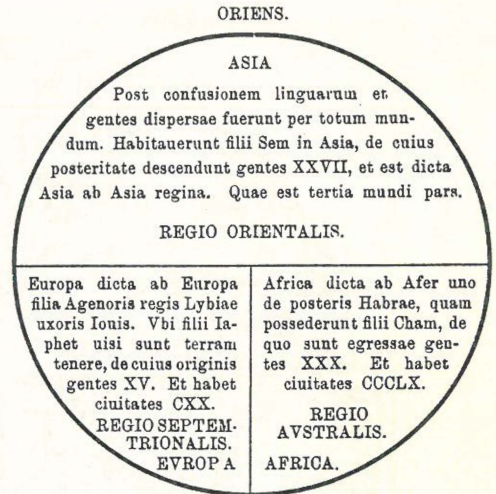 ORIENS.
ASIA
Post confusionem linguarum et
gentes dispersae fuerunt per totum mun-
dum. Habitauerunt filii Sem in Asia, de cuius
posteritate descendunt gentes XXVII, et est dicta
Asia ab Asia regina. Quae est tertia mundi pars.
REGIO ORIENTALIS.
Europa dicta ab Europa
filia Agenoris regis Lybiae
uxoris Iouis. Vbi filii Ia-
phet uisi sunt terram
tenere, de cuius originis
gentes XV. Et habet
ciuitates CXX.
REGIO SEPTEM-
TRIONALIS.
EVROPA
Africa dicta ab Afer uno
de posteris Habrae, quam
possederunt filii Cham, de
quo sunt egressae gen-
tes XXX. Et habet
ciuitates CCCLX.
REGIO
AVSTRALIS.
AFRICA.